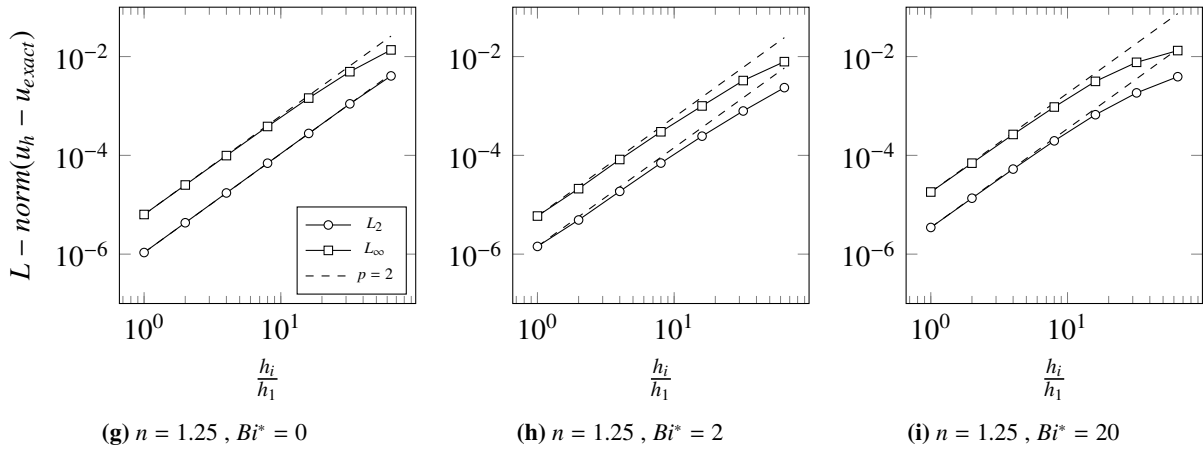 L − norm(u_h − u_exact)
10^−2
10^−4
10^−6
10^0
10^1
h_i
h_1
L_2
L_∞
p = 2
(g) n = 1.25 , Bi* = 0
10^−2
10^−4
10^−6
10^0
10^1
h_i
h_1
(h) n = 1.25 , Bi* = 2
10^−2
10^−4
10^−6
10^0
10^1
h_i
h_1
(i) n = 1.25 , Bi* = 20